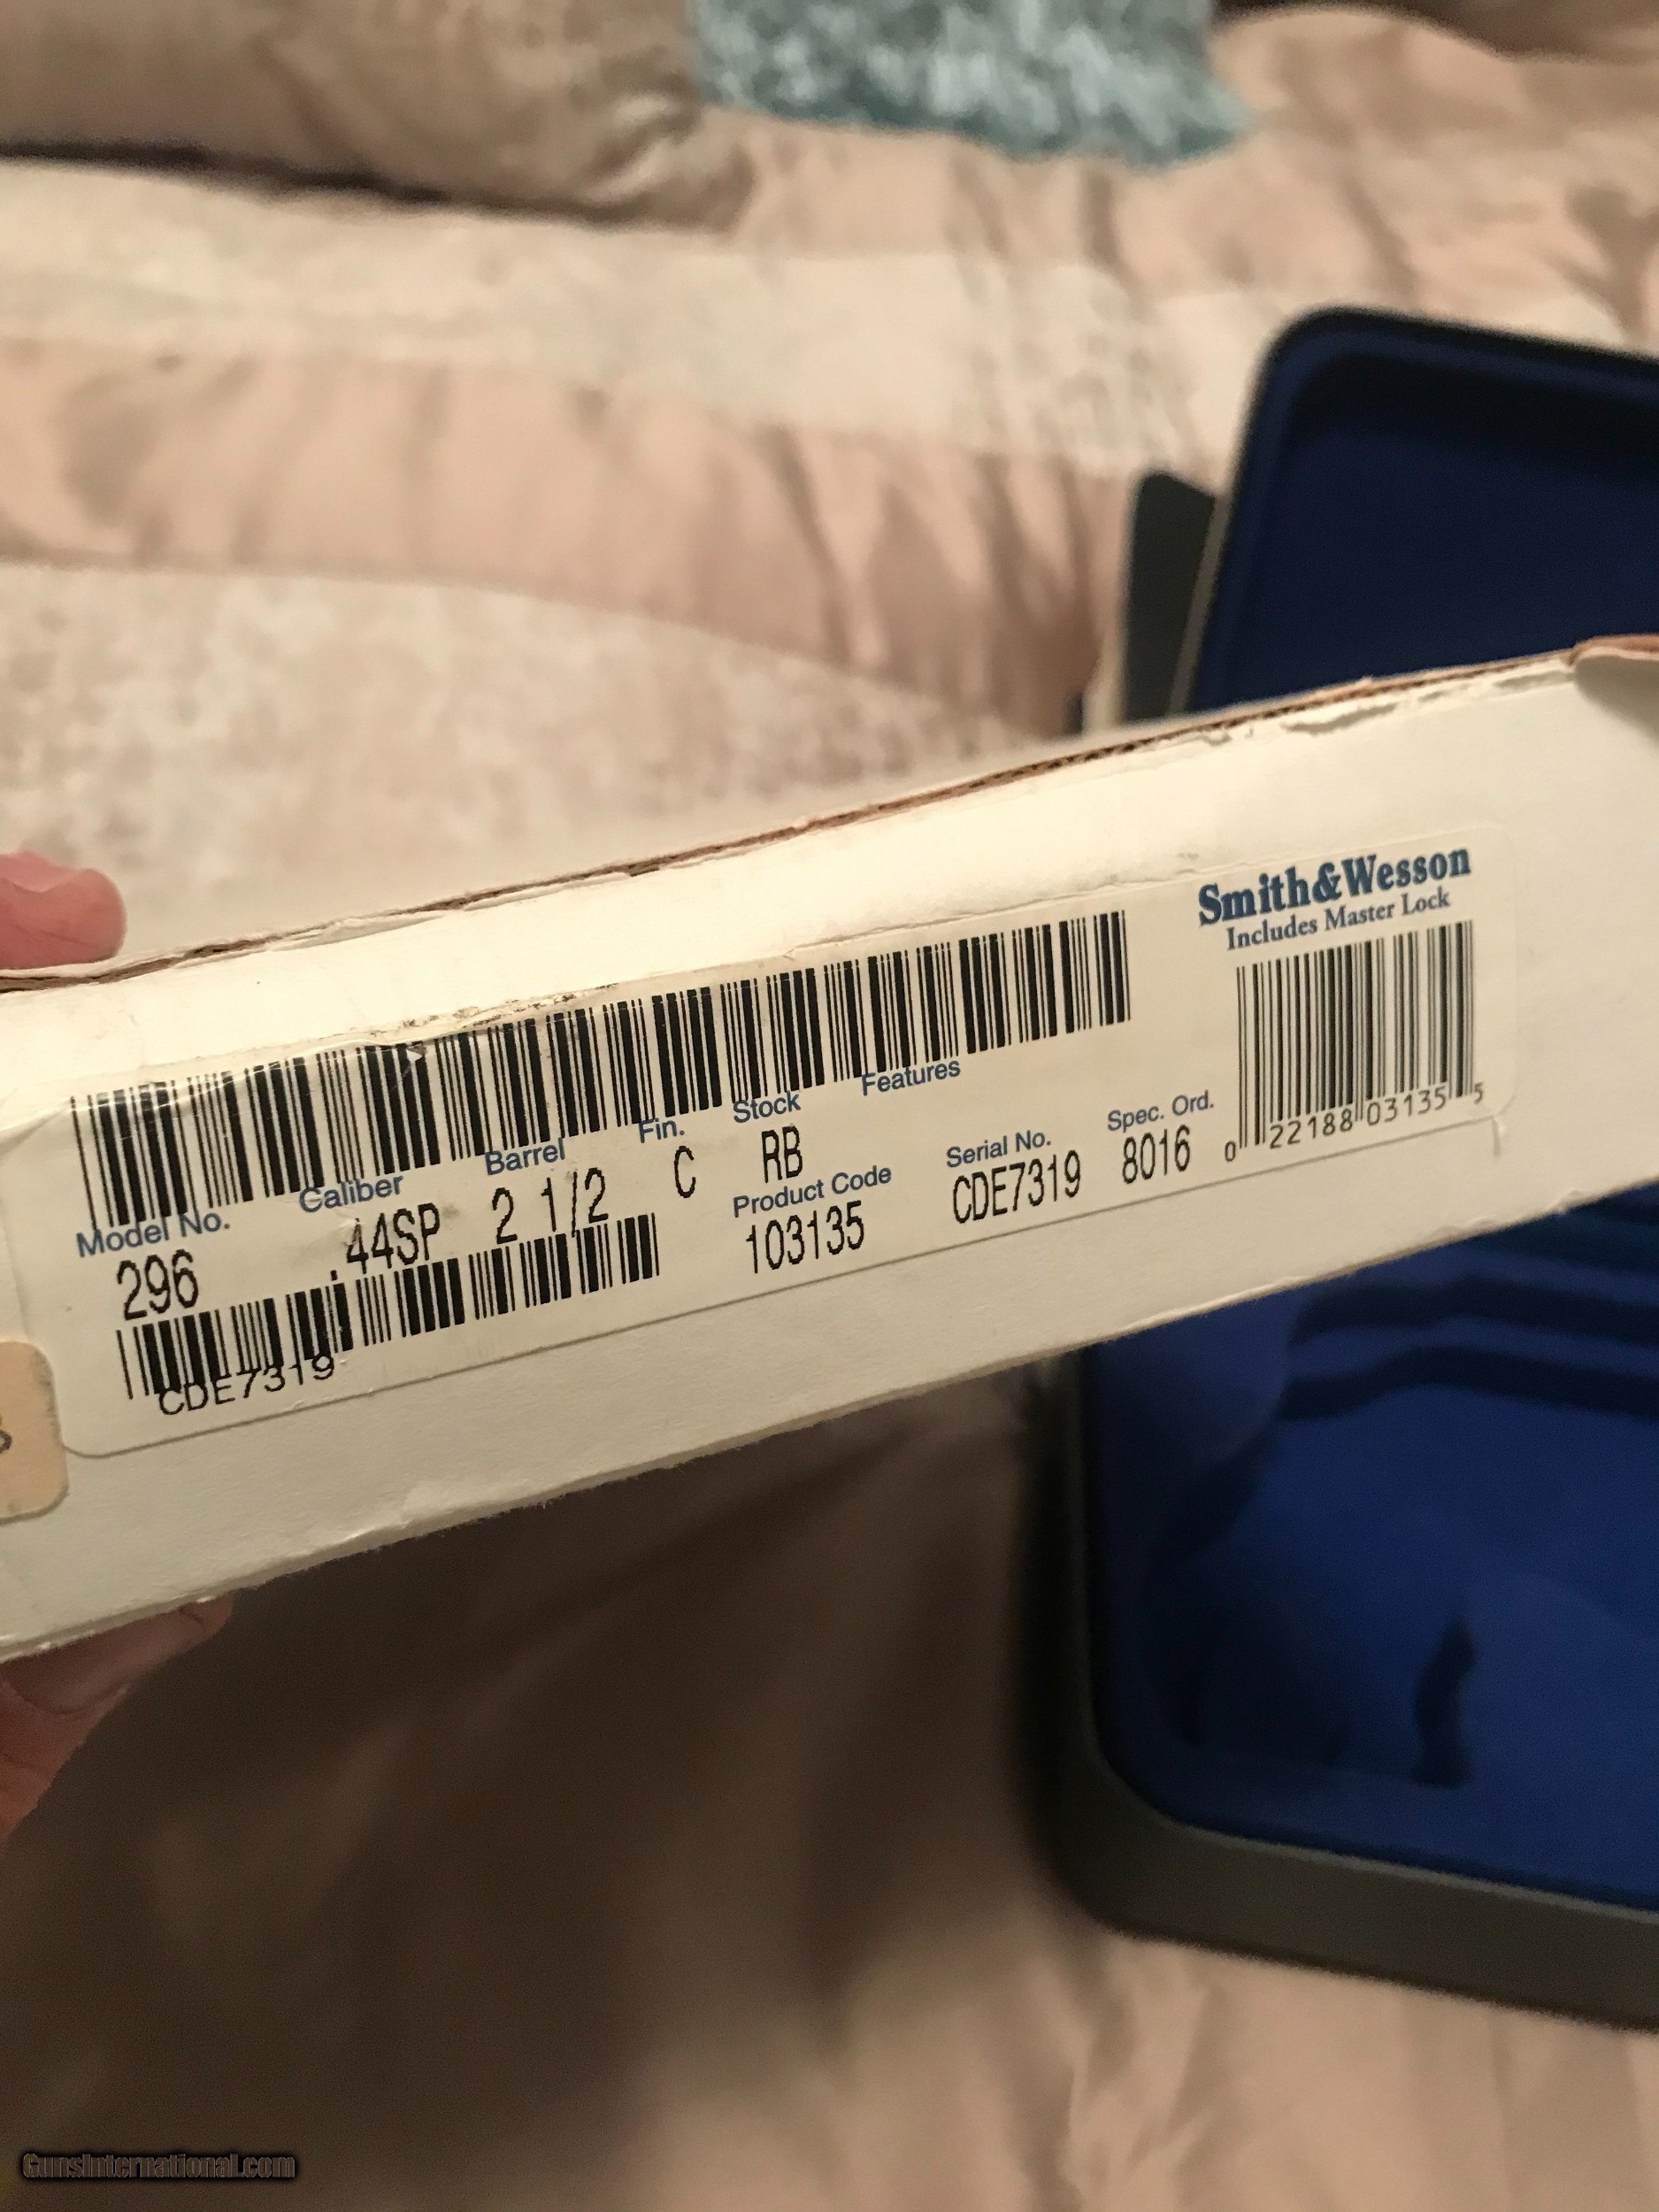 Smith&Wesson
Includes Master Lock
Model No. Caliber Barrel Fin. Stock Features
296 .44SP 2 1/2 C RB
Product Code Serial No. Spec. Ord.
103135 CDE7319 8016
0 22188 03135 5
CDE7319
GunsInternational.com